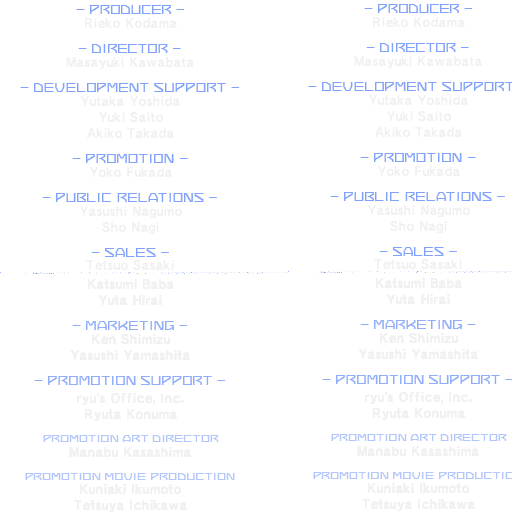 - PRODUCER -
Rieko Kodama
- DIRECTOR -
Masayuki Kawabata
- DEVELOPMENT SUPPORT -
Yutaka Yoshida
Yuki Saito
Akiko Takada
- PROMOTION -
Yoko Fukada
- PUBLIC RELATIONS -
Yasushi Nagumo
Sho Nagi
- SALES -
Tetsuo Sasaki
Katsumi Baba
Yuta Hirai
- MARKETING -
Ken Shimizu
Yasushi Yamashita
- PROMOTION SUPPORT -
ryu's Office, Inc.
Ryuta Konuma
PROMOTION ART DIRECTOR
Manabu Kasashima
PROMOTION MOVIE PRODUCTION
Kuniaki Ikumoto
Tetsuya Ichikawa
- PRODUCER -
Rieko Kodama
- DIRECTOR -
Masayuki Kawabata
- DEVELOPMENT SUPPORT
Yutaka Yoshida
Yuki Saito
Akiko Takada
- PROMOTION -
Yoko Fukada
- PUBLIC RELATIONS -
Yasushi Nagumo
Sho Nagi
- SALES -
Tetsuo Sasaki
Katsumi Baba
Yuta Hirai
- MARKETING -
Ken Shimizu
Yasushi Yamashita
- PROMOTION SUPPORT -
ryu's Office, Inc.
Ryuta Konuma
PROMOTION ART DIRECTOR
Manabu Kasashima
PROMOTION MOVIE PRODUCTIO
Kuniaki Ikumoto
Tetsuya Ichikawa